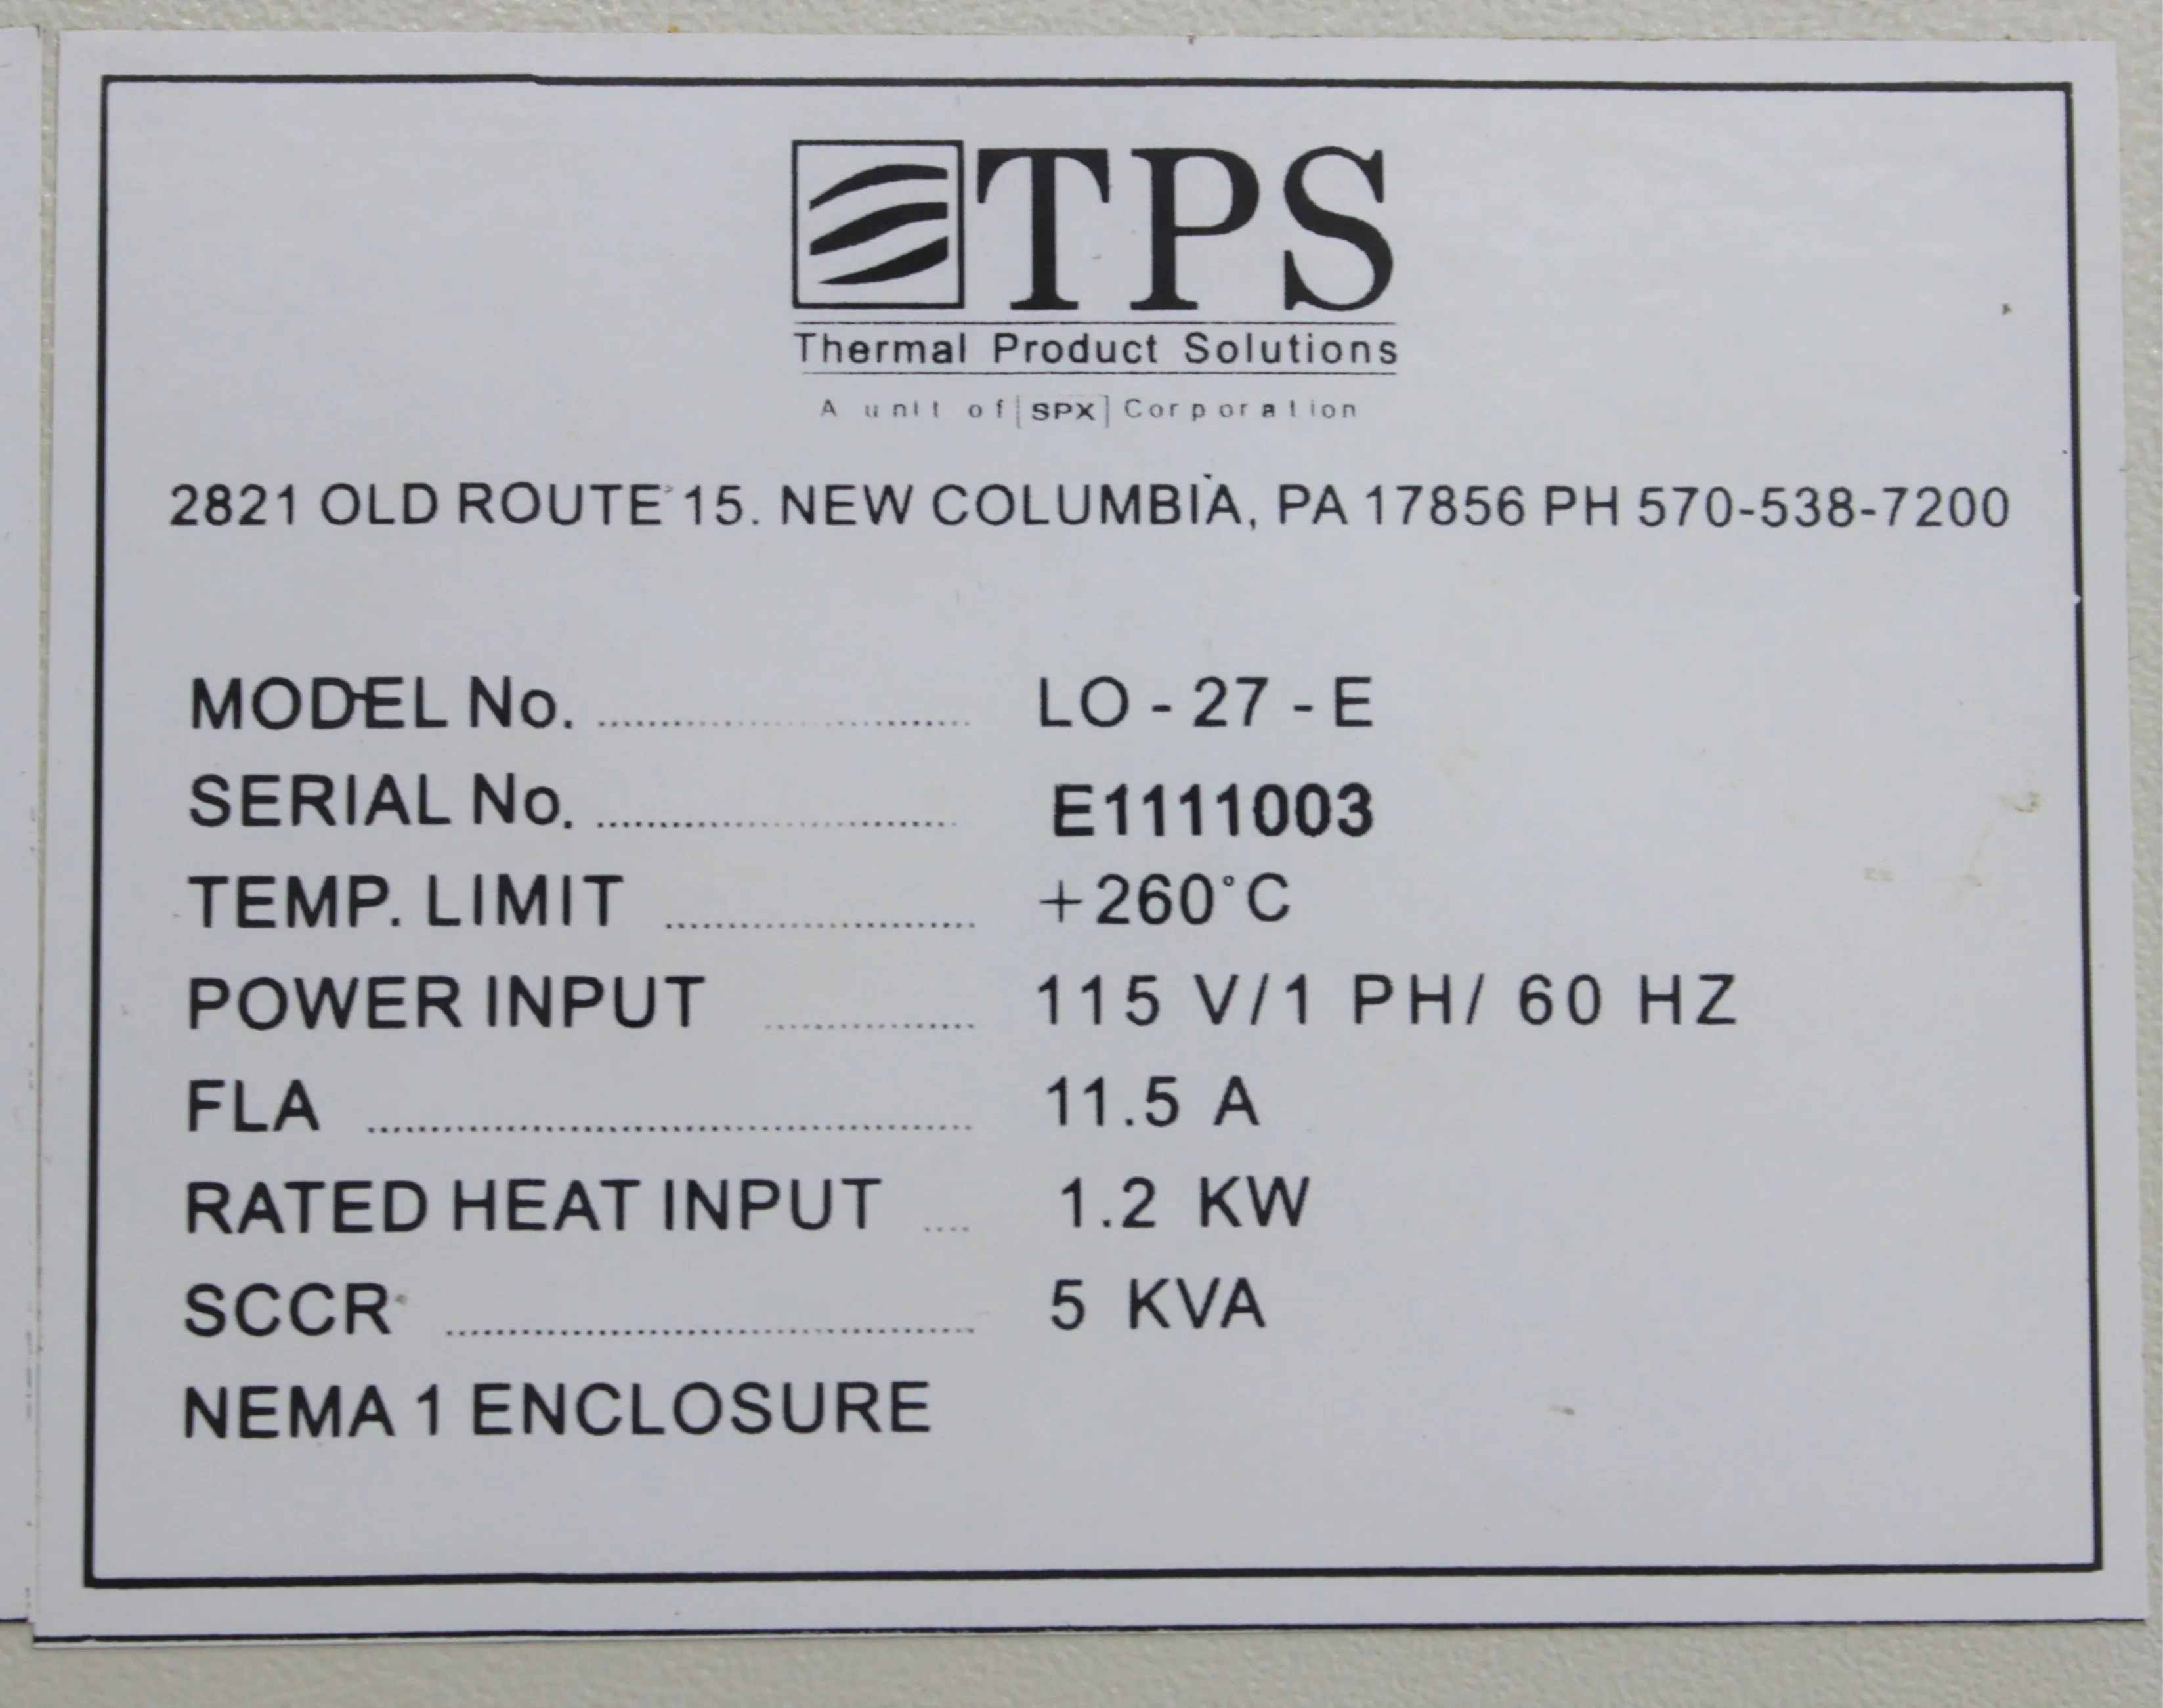 TPS
Thermal Product Solutions
A unit of [SPX] Corporation
2821 OLD ROUTE 15. NEW COLUMBIA, PA 17856 PH 570-538-7200
MODEL No. ........................ LO - 27 - E
SERIAL No. ........................ E1111003
TEMP. LIMIT ........................ +260°C
POWER INPUT ................ 115 V/1 PH/ 60 HZ
FLA ................................................ 11.5 A
RATED HEAT INPUT .... 1.2 KW
SCCR ........................................ 5 KVA
NEMA 1 ENCLOSURE